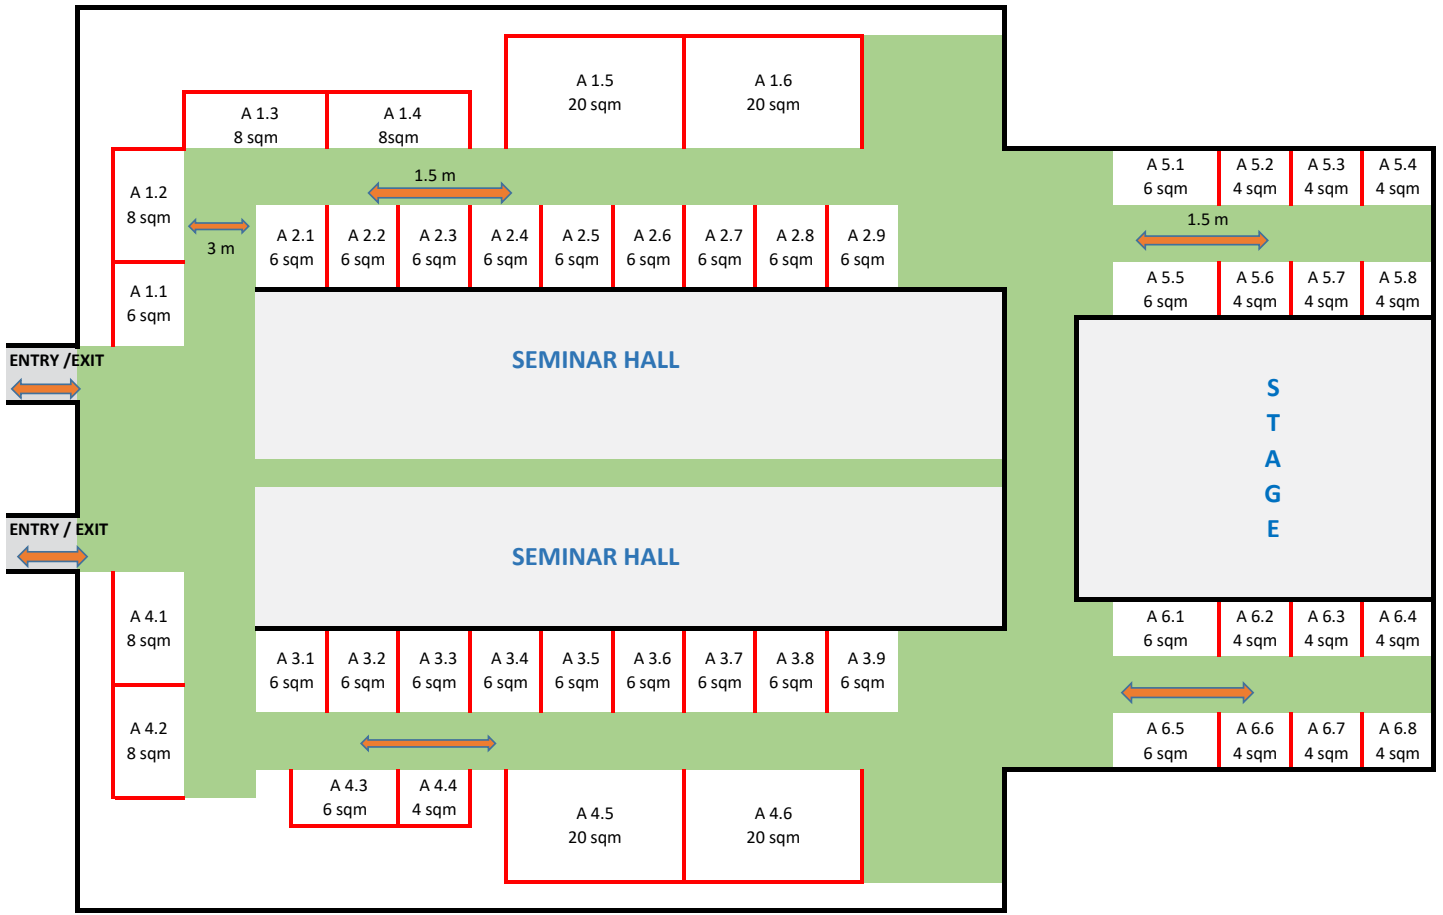 A 1.5
20 sqm
A 1.6
20 sqm
A 1.3
8 sqm
A 1.4
8sqm
A 5.1
6 sqm
A 5.2
4 sqm
A 5.3
4 sqm
A 5.4
4 sqm
A 1.2
8 sqm
1.5 m
3 m
1.5 m
A 2.1
6 sqm
A 2.2
6 sqm
A 2.3
6 sqm
A 2.4
6 sqm
A 2.5
6 sqm
A 2.6
6 sqm
A 2.7
6 sqm
A 2.8
6 sqm
A 2.9
6 sqm
A 5.5
6 sqm
A 5.6
4 sqm
A 5.7
4 sqm
A 5.8
4 sqm
A 1.1
6 sqm
ENTRY /EXIT
SEMINAR HALL
S
T
A
G
E
ENTRY / EXIT
SEMINAR HALL
A 4.1
8 sqm
A 6.1
6 sqm
A 6.2
4 sqm
A 6.3
4 sqm
A 6.4
4 sqm
A 3.1
6 sqm
A 3.2
6 sqm
A 3.3
6 sqm
A 3.4
6 sqm
A 3.5
6 sqm
A 3.6
6 sqm
A 3.7
6 sqm
A 3.8
6 sqm
A 3.9
6 sqm
A 4.2
8 sqm
A 6.5
6 sqm
A 6.6
4 sqm
A 6.7
4 sqm
A 6.8
4 sqm
A 4.3
6 sqm
A 4.4
4 sqm
A 4.5
20 sqm
A 4.6
20 sqm